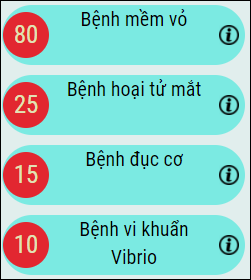 80 Bệnh mềm vỏ
25 Bệnh hoại tử mắt
15 Bệnh đục cơ
10 Bệnh vi khuẩn
Vibrio